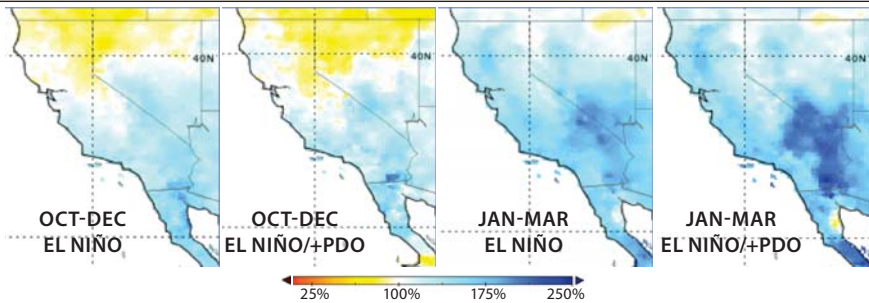 40N
40N
40N
40N
OCT-DEC
EL NIÑO
OCT-DEC
EL NIÑO/+PDO
JAN-MAR
EL NIÑO
JAN-MAR
EL NIÑO/+PDO
25%
100%
175%
250%